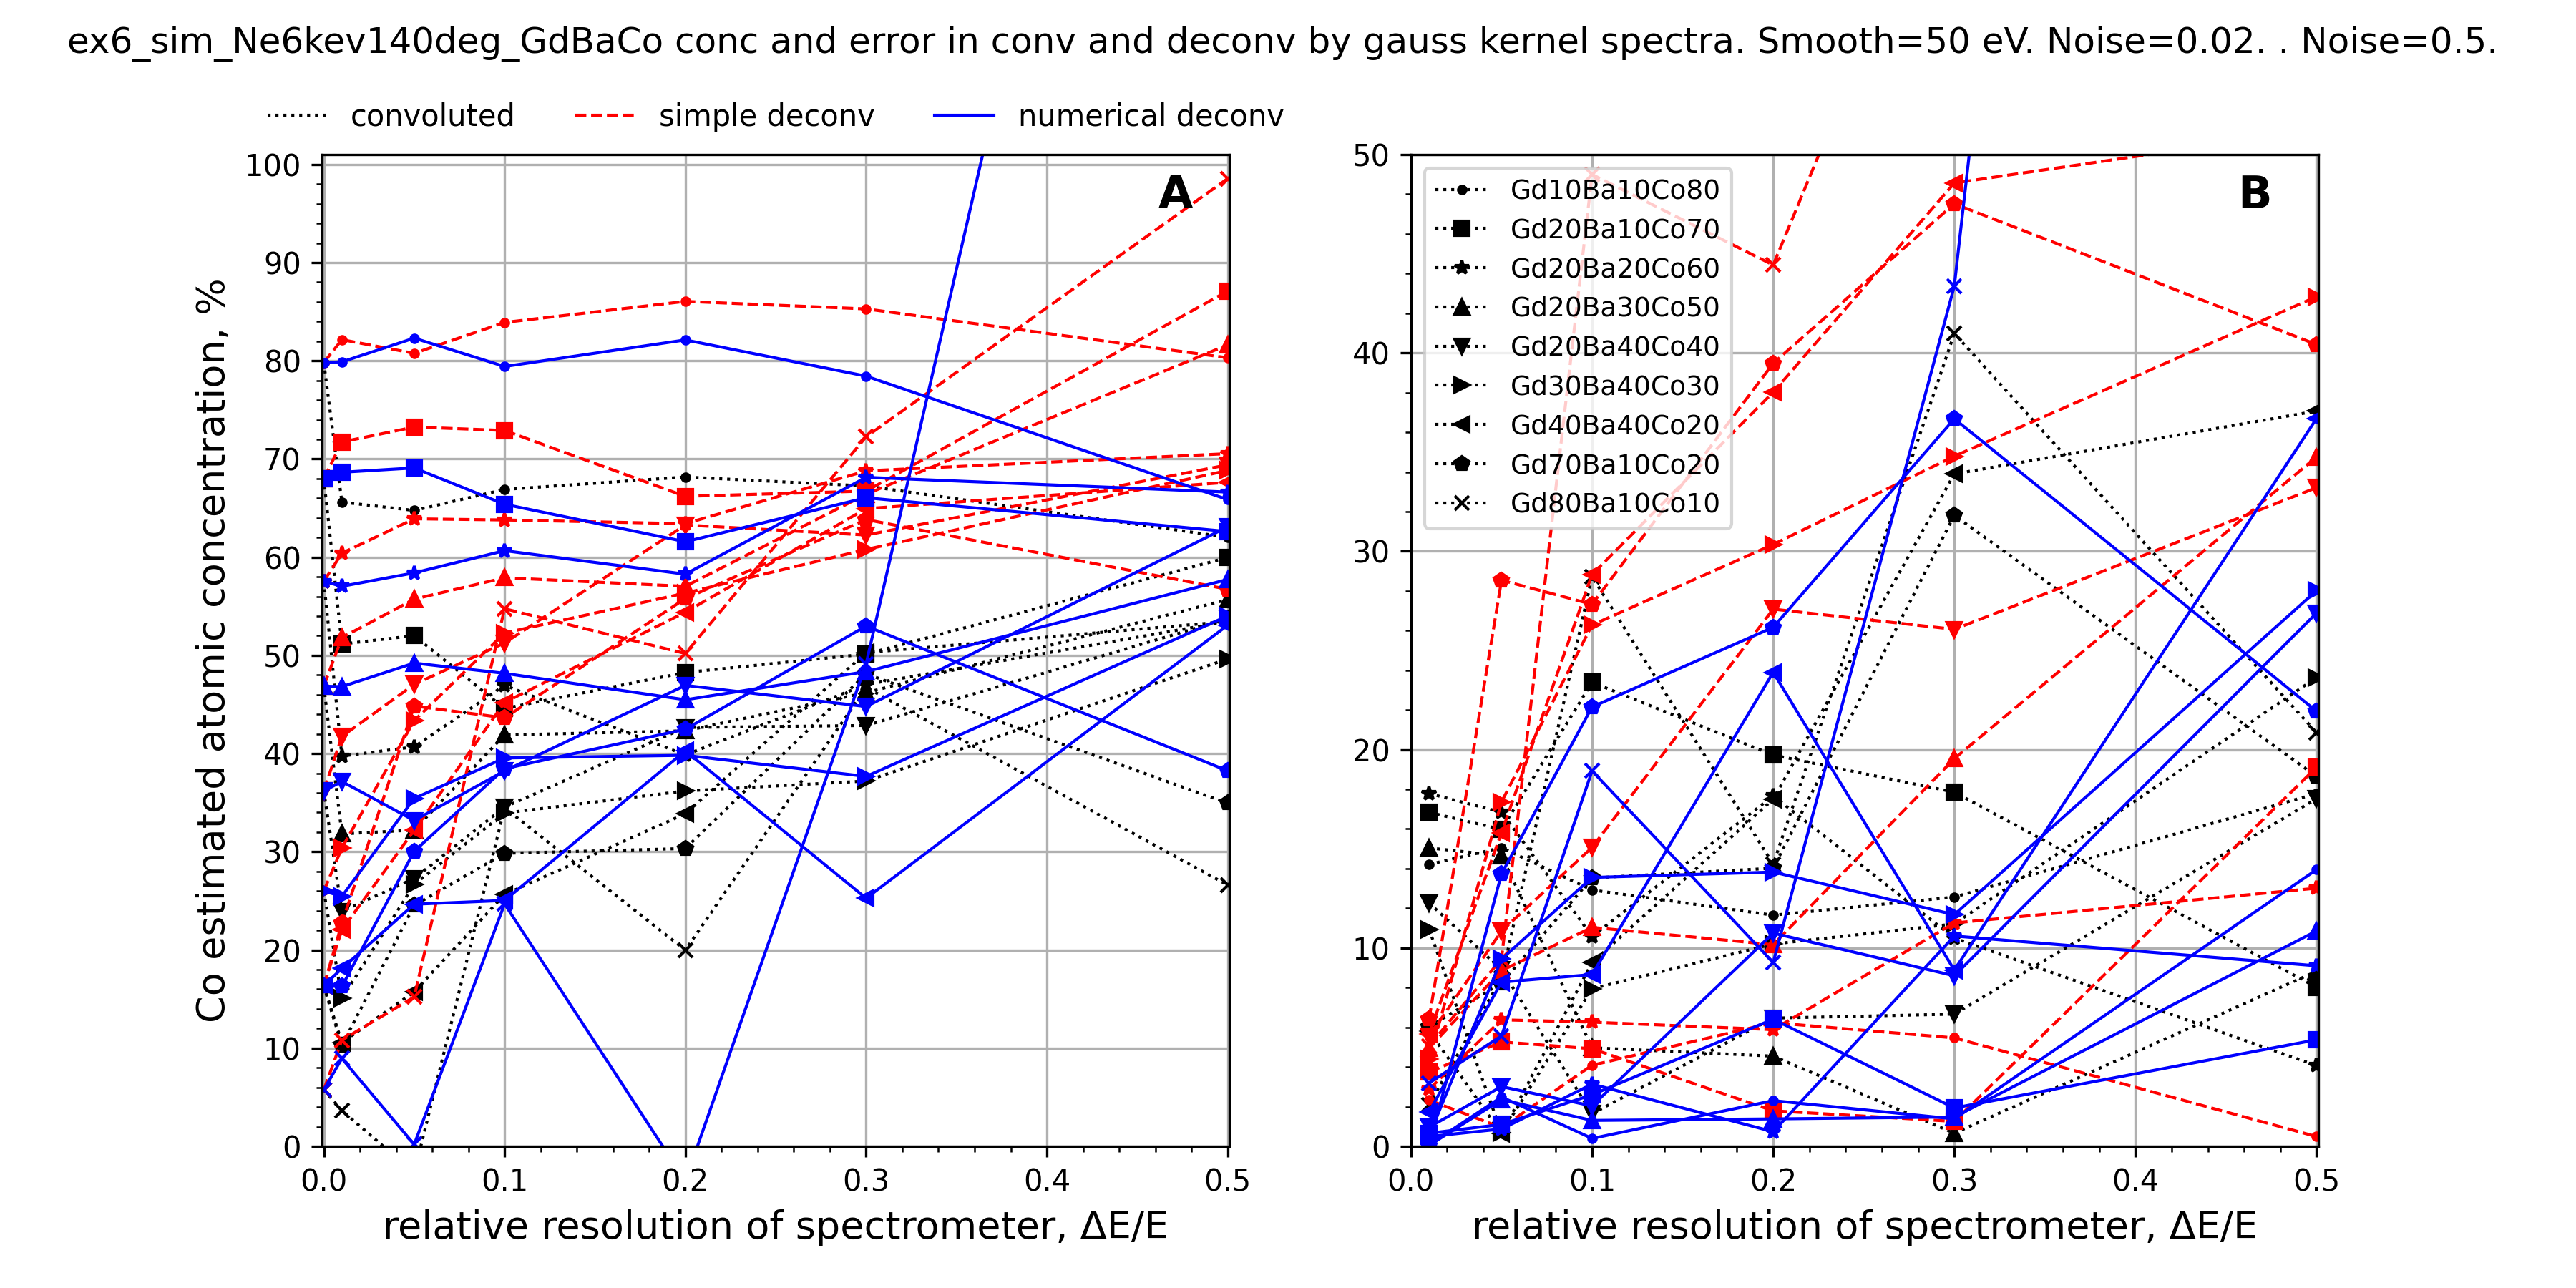 ex6_sim_Ne6kev140deg_GdBaCo conc and error in conv and deconv by gauss kernel spectra. Smooth=50 eV. Noise=0.02. . Noise=0.5.
convoluted simple deconv numerical deconv
A
100
90
80
70
60
50
40
30
20
10
0
0.0 0.1 0.2 0.3 0.4 0.5
Co estimated atomic concentration, %
relative resolution of spectrometer, ΔE/E
B
50
40
30
20
10
0
0.0 0.1 0.2 0.3 0.4 0.5
relative resolution of spectrometer, ΔE/E
Gd10Ba10Co80
Gd20Ba10Co70
Gd20Ba20Co60
Gd20Ba30Co50
Gd20Ba40Co40
Gd30Ba40Co30
Gd40Ba40Co20
Gd70Ba10Co20
Gd80Ba10Co10